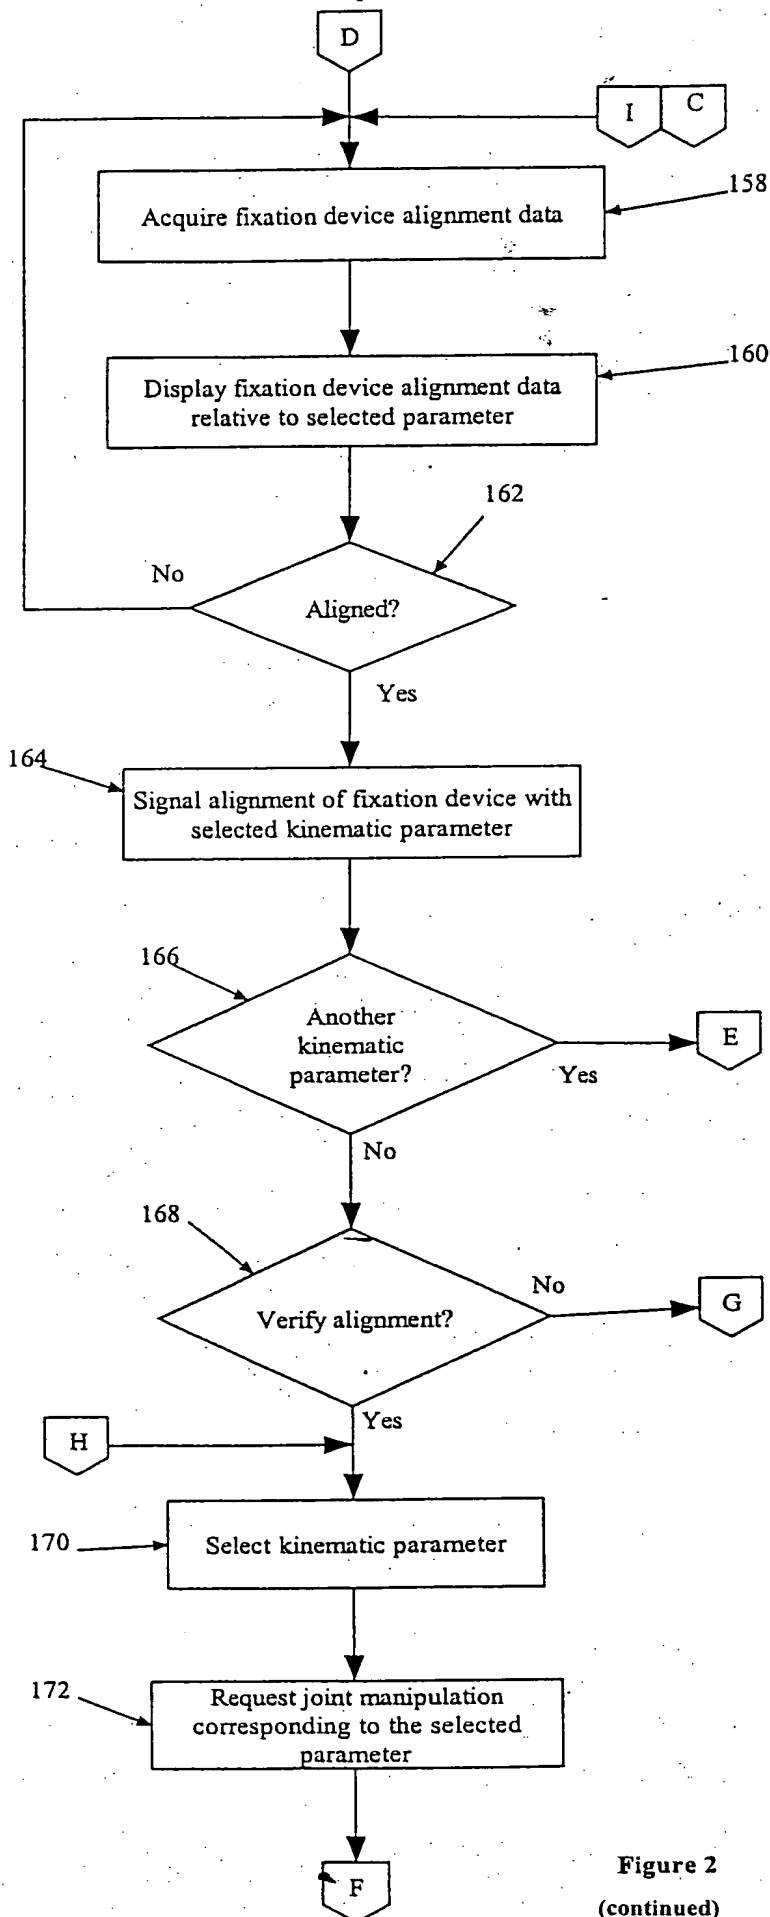 D
I
C
158
Acquire fixation device alignment data
160
Display fixation device alignment data
relative to selected parameter
162
No
Aligned?
Yes
164
Signal alignment of fixation device with
selected kinematic parameter
166
Another
kinematic
parameter?
E
Yes
No
168
No
G
Verify alignment?
Yes
H
170
Select kinematic parameter
172
Request joint manipulation
corresponding to the selected
parameter
F
Figure 2
(continued)